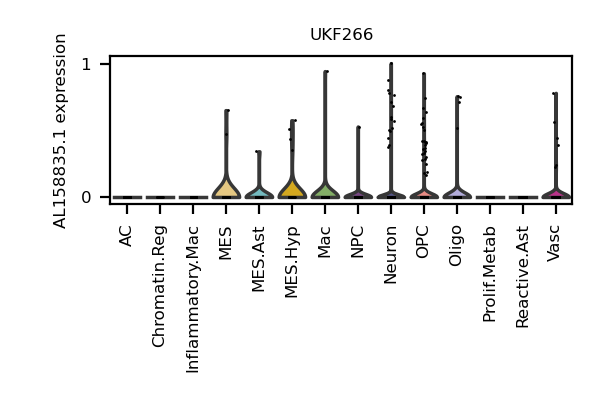 UKF266
AL158835.1 expression
1
0
AC
Chromatin.Reg
Inflammatory.Mac
MES
MES.Ast
MES.Hyp
Mac
NPC
Neuron
OPC
Oligo
Prolif.Metab
Reactive.Ast
Vasc